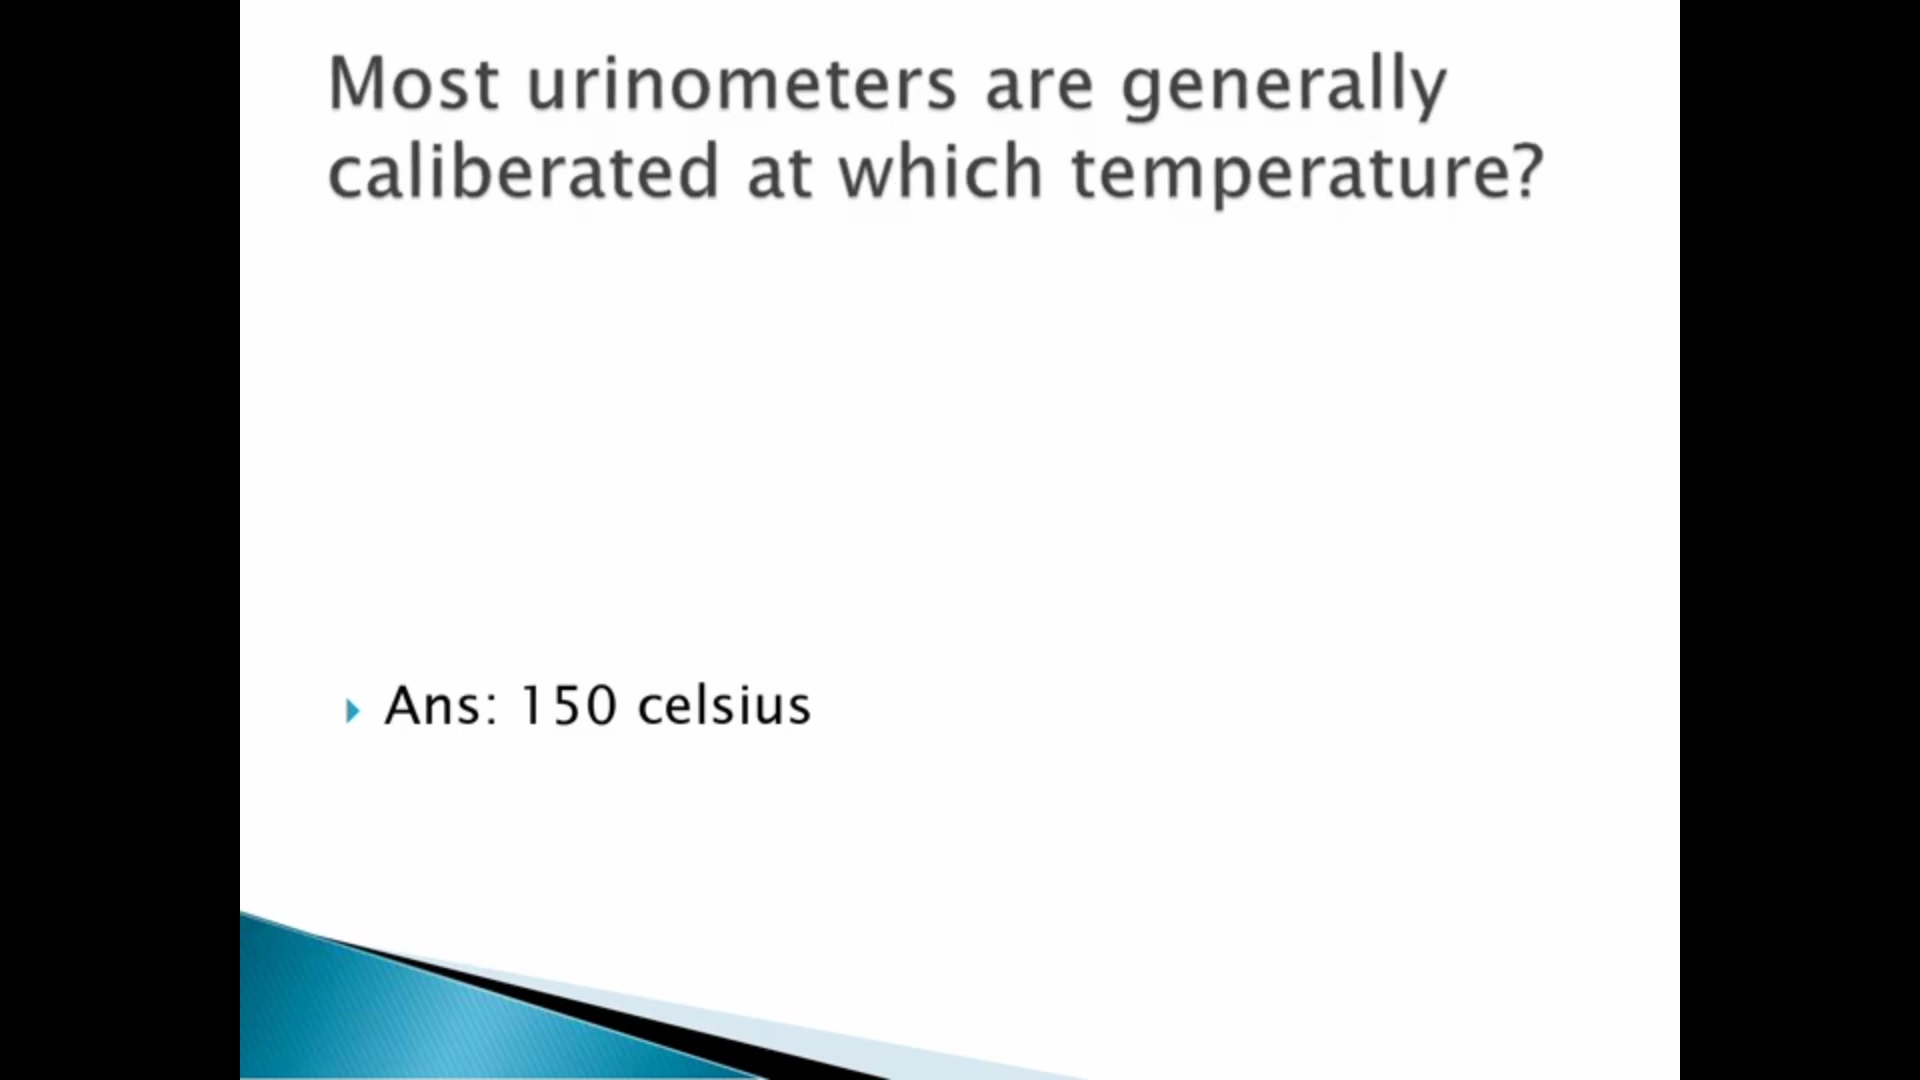 Most urinometers are generally
caliberated at which temperature?
Ans: 150 celsius